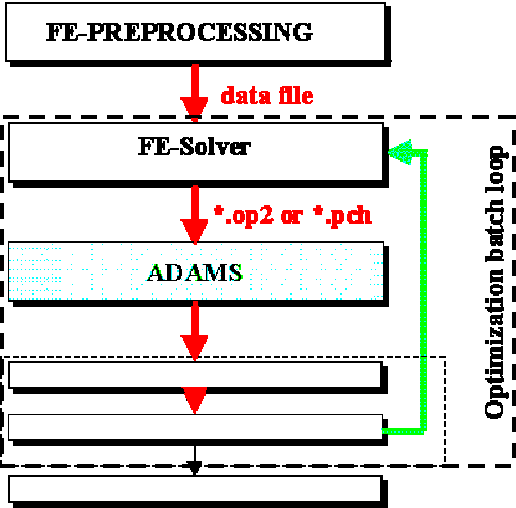 FE-PREPROCESSING
data file
FE-Solver
*.op2 or *.pch
ADAMS
Optimization batch loop